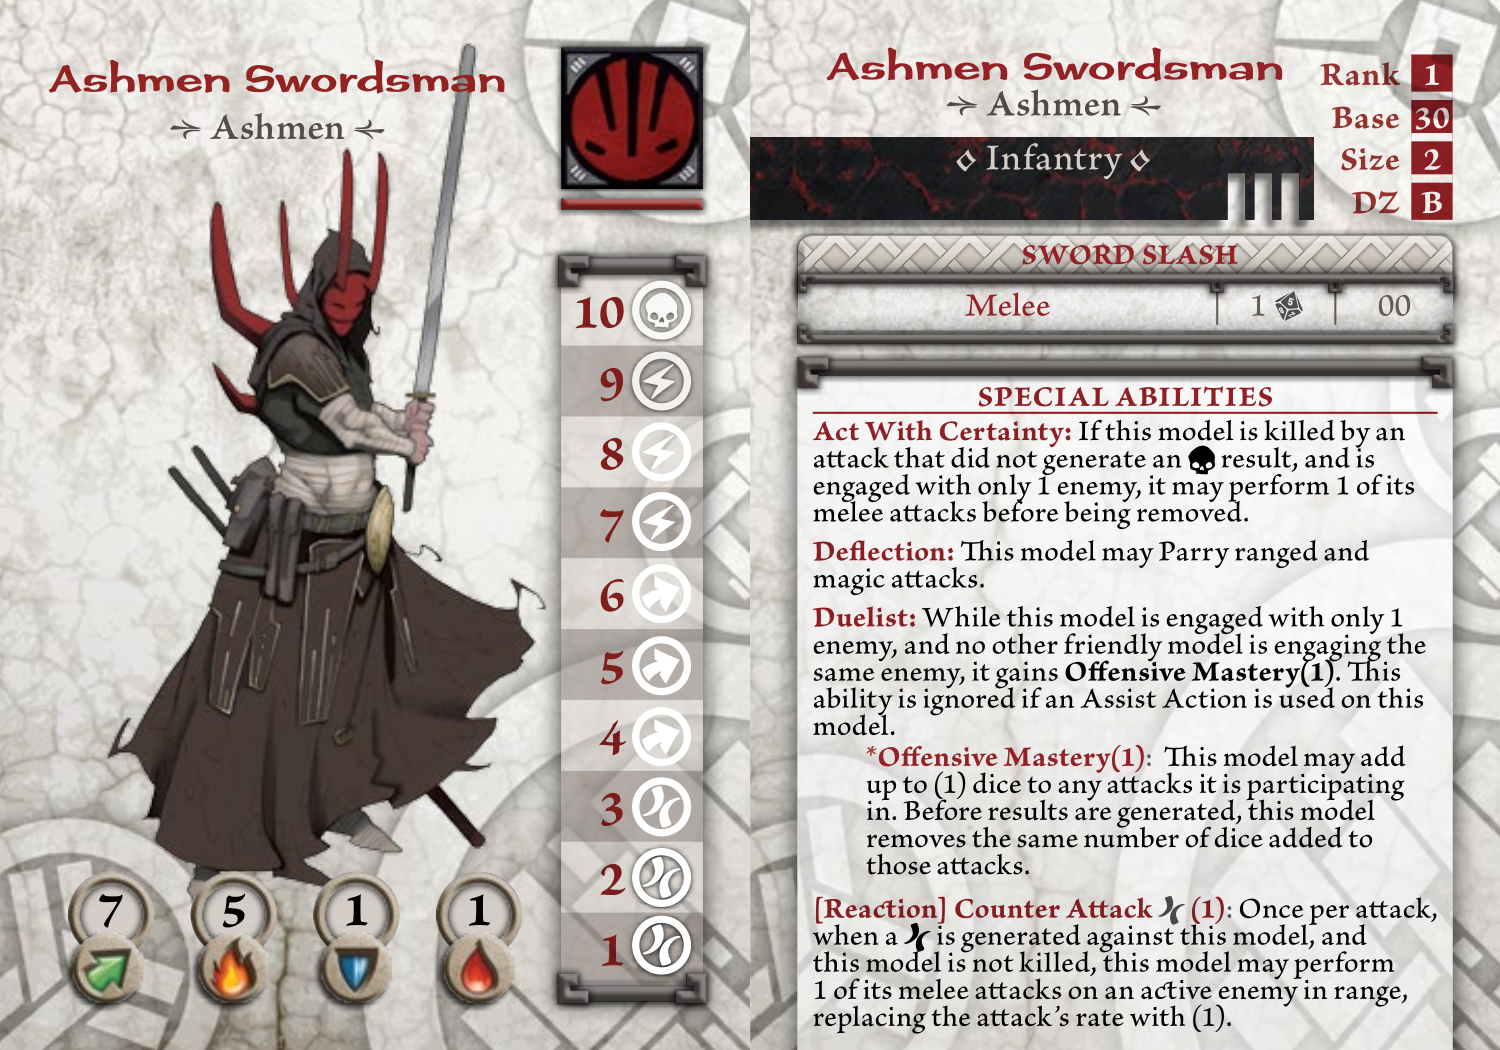 Ashmen Swordsman
Ashmen
10
9
8
7
6
5
4
3
2
1
7 5 1 1
Ashmen Swordsman
Ashmen
Infantry
Rank 1
Base 30
Size 2
DZ B
SWORD SLASH
Melee 1 00
SPECIAL ABILITIES
Act With Certainty: If this model is killed by an
attack that did not generate an result, and is
engaged with only 1 enemy, it may perform 1 of its
melee attacks before being removed.
Deflection: This model may Parry ranged and
magic attacks.
Duelist: While this model is engaged with only 1
enemy, and no other friendly model is engaging the
same enemy, it gains Offensive Mastery(1). This
ability is ignored if an Assist Action is used on this
model.
*Offensive Mastery(1): This model may add
up to (1) dice to any attacks it is participating
in. Before results are generated, this model
removes the same number of dice added to
those attacks.
[Reaction] Counter Attack (1): Once per attack,
when a is generated against this model, and
this model is not killed, this model may perform
1 of its melee attacks on an active enemy in range,
replacing the attack's rate with (1).